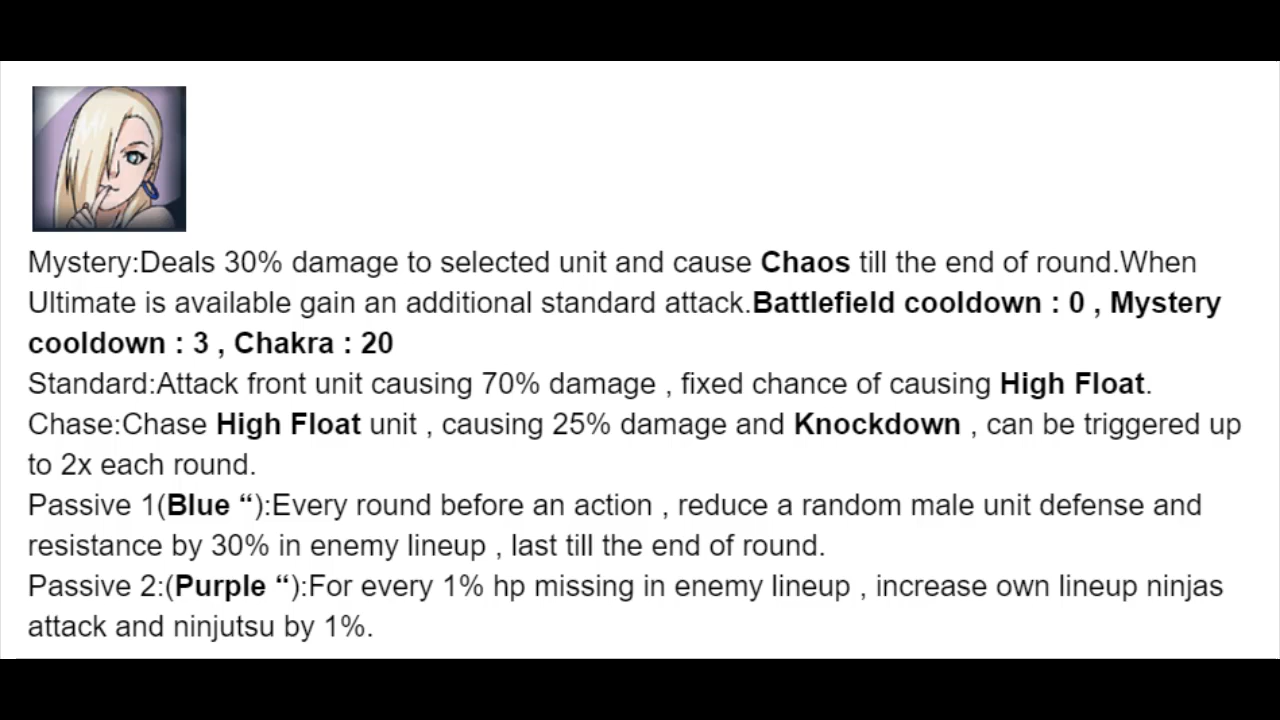 Mystery:Deals 30% damage to selected unit and cause Chaos till the end of round.When
Ultimate is available gain an additional standard attack.Battlefield cooldown : 0 , Mystery
cooldown : 3 , Chakra : 20
Standard:Attack front unit causing 70% damage , fixed chance of causing High Float.
Chase:Chase High Float unit , causing 25% damage and Knockdown , can be triggered up
to 2x each round.
Passive 1(Blue “):Every round before an action , reduce a random male unit defense and
resistance by 30% in enemy lineup , last till the end of round.
Passive 2:(Purple “):For every 1% hp missing in enemy lineup , increase own lineup ninjas
attack and ninjutsu by 1%.